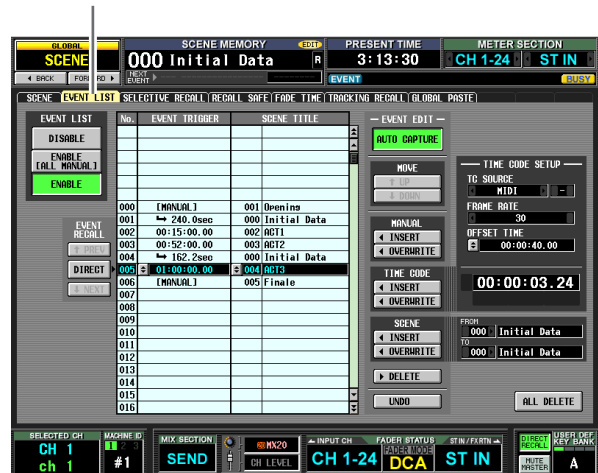 GLOBAL
SCENE
SCENE MEMORY EDIT
000 Initial Data R
PRESENT TIME
3:13:30
METER SECTION
CH 1-24 ST IN
BACK FORWARD
NEXT EVENT
EVENT
BUSY
SCENE EVENT LIST SELECTIVE RECALL RECALL SAFE FADE TIME TRACKING RECALL GLOBAL PASTE
EVENT LIST
DISABLE
ENABLE
[ALL MANUAL]
ENABLE
EVENT
RECALL
↑ PREV
DIRECT
↓ NEXT
No. EVENT TRIGGER SCENE TITLE
000 [MANUAL] 001 Opening
001 ↳ 240.0sec 000 Initial Data
002 00:15:00.00 002 ACT1
003 00:52:00.00 003 ACT2
004 ↳ 162.2sec 000 Initial Data
005 01:00:00.00 004 ACT3
006 [MANUAL] 005 Finale
007
008
009
010
011
012
013
014
015
016
EVENT EDIT
AUTO CAPTURE
MOVE
↑ UP
↓ DOWN
MANUAL
INSERT
OVERWRITE
TIME CODE
INSERT
OVERWRITE
SCENE
INSERT
OVERWRITE
DELETE
UNDO
TIME CODE SETUP
TC SOURCE
MIDI -
FRAME RATE
30
OFFSET TIME
00:00:40.00
00:00:03.24
FROM
000 Initial Data
TO
000 Initial Data
ALL DELETE
SELECTED CH
CH 1
ch 1
MACHINE ID
1 2 3
#1
MIX SECTION
SEND
MX20
CH LEVEL
INPUT CH
CH 1-24
FADER STATUS
FADER MODE
DCA
ST IN/FXRTN
ST IN
DIRECT
RECALL
MUTE
MASTER
USER DEF
KEY BANK
A